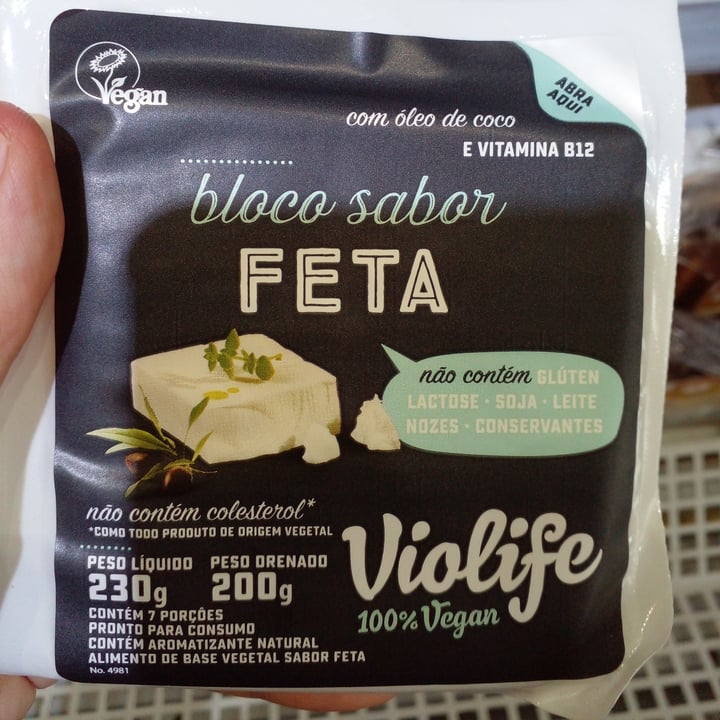 Vegan
ABRA
AQUI
com óleo de coco
E VITAMINA B12
bloco sabor
FETA
não contém GLÚTEN
LACTOSE · SOJA · LEITE
NOZES · CONSERVANTES
não contém colesterol*
*COMO TODO PRODUTO DE ORIGEM VEGETAL
PESO LÍQUIDO PESO DRENADO
230g 200g
CONTÉM 7 PORÇÕES
PRONTO PARA CONSUMO
CONTÉM AROMATIZANTE NATURAL
ALIMENTO DE BASE VEGETAL SABOR FETA
No. 4981
Violife
100% Vegan